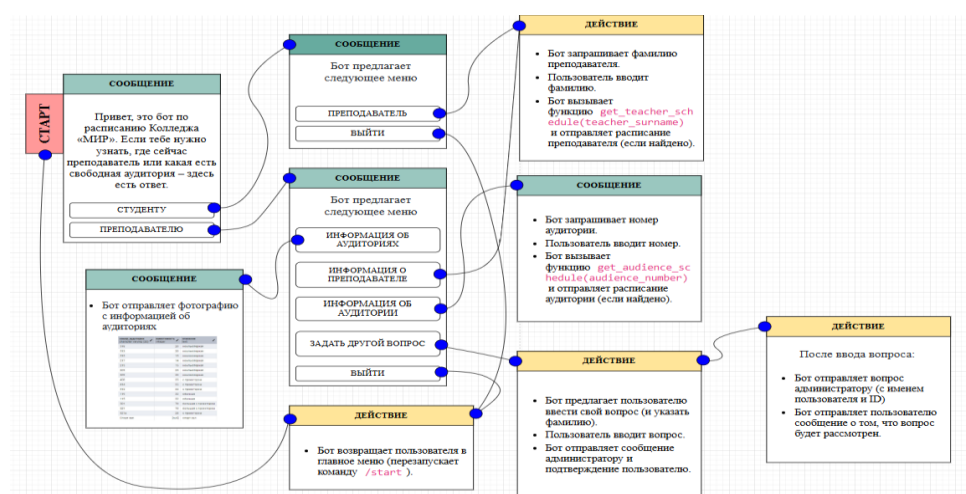 СТАРТ
СООБЩЕНИЕ
Привет, это бот по
расписанию Колледжа
«МИР». Если тебе нужно
узнать, где сейчас
преподаватель или какая есть
свободная аудитория – здесь
есть ответ.
СТУДЕНТУ
ПРЕПОДАВАТЕЛЮ
СООБЩЕНИЕ
Бот предлагает
следующее меню
ПРЕПОДАВАТЕЛЬ
ВЫЙТИ
ДЕЙСТВИЕ
• Бот запрашивает фамилию
преподавателя.
• Пользователь вводит
фамилию.
• Бот вызывает
функцию get_teacher_sc
hedule(teacher_surname)
и отправляет расписание
преподавателя (если найдено).
СООБЩЕНИЕ
Бот предлагает
следующее меню
ИНФОРМАЦИЯ ОБ
АУДИТОРИЯХ
ИНФОРМАЦИЯ О
ПРЕПОДАВАТЕЛЕ
ИНФОРМАЦИЯ ОБ
АУДИТОРИИ
ЗАДАТЬ ДРУГОЙ ВОПРОС
ВЫЙТИ
СООБЩЕНИЕ
• Бот запрашивает номер
аудитории.
• Пользователь вводит номер.
• Бот вызывает
функцию get_audience_sc
hedule(audience_number)
и отправляет расписание
аудитории (если найдено).
СООБЩЕНИЕ
• Бот отправляет фотографию
с информацией об
аудиториях
ДЕЙСТВИЕ
• Бот возвращает пользователя в
главное меню (перезапускает
команду /start ).
ДЕЙСТВИЕ
• Бот предлагает пользователю
ввести свой вопрос (и указать
фамилию).
• Пользователь вводит вопрос.
• Бот отправляет сообщение
администратору и
подтверждение пользователю.
ДЕЙСТВИЕ
После ввода вопроса:
• Бот отправляет вопрос
администратору (с именем
пользователя и ID)
• Бот отправляет пользователю
сообщение о том, что вопрос
будет рассмотрен.